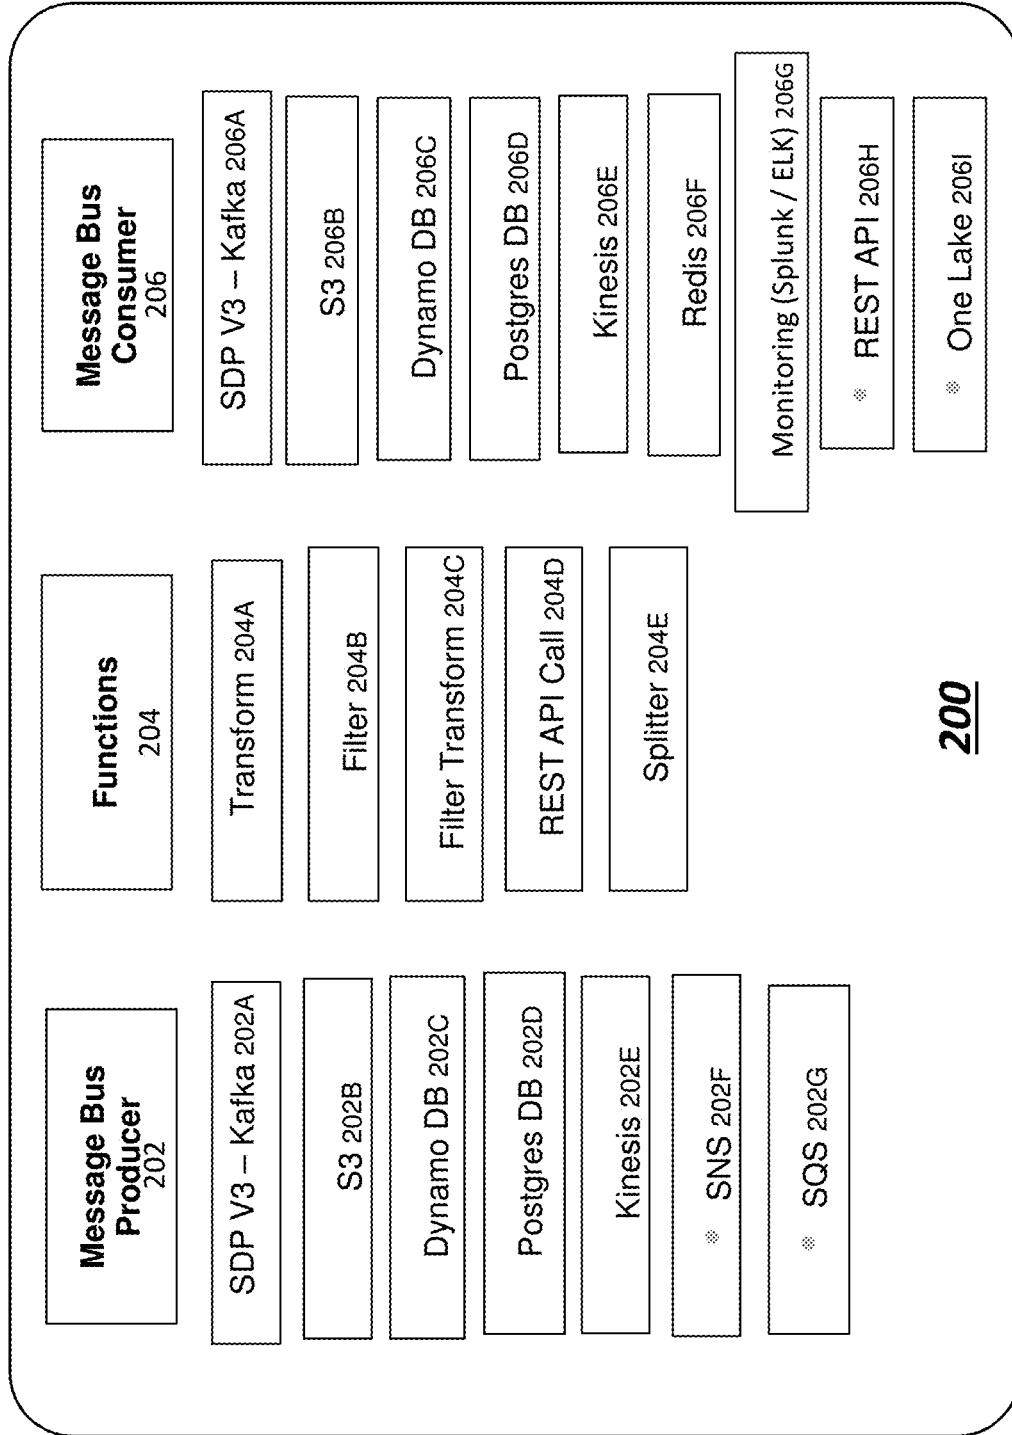 Message Bus
Producer
202
SDP V3 – Kafka 202A
S3 202B
Dynamo DB 202C
Postgres DB 202D
Kinesis 202E
SNS 202F
SQS 202G
Functions
204
Transform 204A
Filter 204B
Filter Transform 204C
REST API Call 204D
Splitter 204E
Message Bus
Consumer
206
SDP V3 – Kafka 206A
S3 206B
Dynamo DB 206C
Postgres DB 206D
Kinesis 206E
Redis 206F
Monitoring (Splunk / ELK) 206G
REST API 206H
One Lake 206I
200